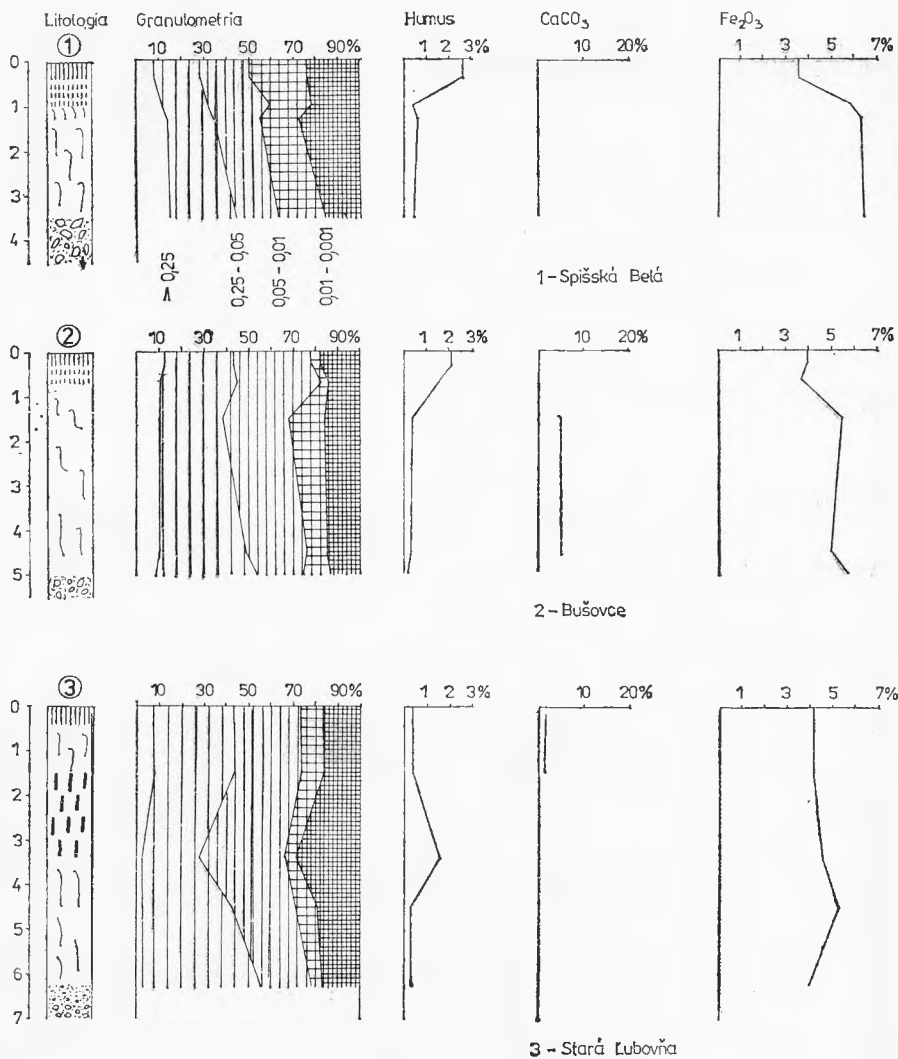 Litologia Granulometria Humus CaCO₃ Fe₂O₃
1 10 30 50 70 90% 1 2 3% 10 20% 1 3 5 7%
0
1
2
3
4
> 0,25
0,25 - 0,05
0,05 - 0,01
0,01 - 0,001
1 - Spišská Belá
2 10 30 50 70 90% 1 2 3% 10 20% 1 3 5 7%
0
1
2
3
4
5
2 - Bušovce
3 10 30 50 70 90% 1 2 3% 10 20% 1 3 5 7%
0
1
2
3
4
5
6
7
3 - Stará Ľubovňa